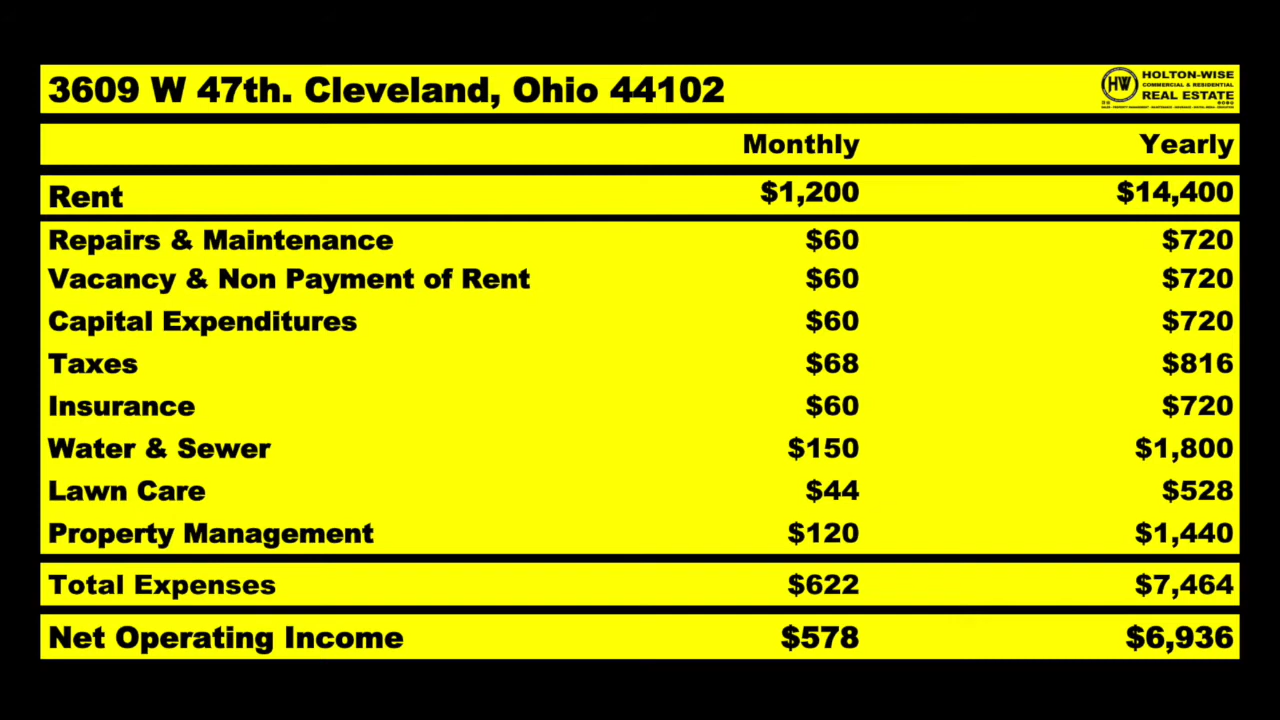 3609 W 47th. Cleveland, Ohio 44102
HW
HOLTON-WISE
COMMERCIAL & RESIDENTIAL
REAL ESTATE
Monthly Yearly
Rent $1,200 $14,400
Repairs & Maintenance $60 $720
Vacancy & Non Payment of Rent $60 $720
Capital Expenditures $60 $720
Taxes $68 $816
Insurance $60 $720
Water & Sewer $150 $1,800
Lawn Care $44 $528
Property Management $120 $1,440
Total Expenses $622 $7,464
Net Operating Income $578 $6,936